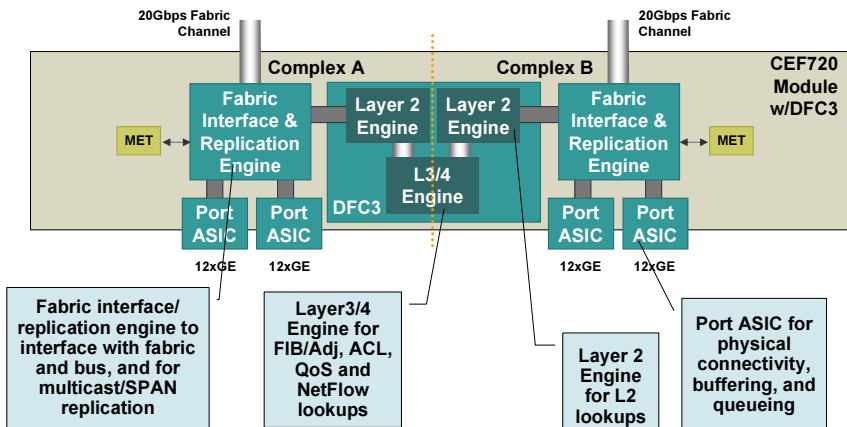 20Gbps Fabric
Channel
20Gbps Fabric
Channel
Complex A
Complex B
CEF720
Module
w/DFC3
Fabric
Interface &
Replication
Engine
Layer 2
Engine
Layer 2
Engine
Fabric
Interface &
Replication
Engine
MET
MET
L3/4
Engine
DFC3
Port
ASIC
Port
ASIC
Port
ASIC
Port
ASIC
12xGE
12xGE
12xGE
12xGE
Fabric interface/
replication engine to
interface with fabric
and bus, and for
multicast/SPAN
replication
Layer3/4
Engine for
FIB/Adj, ACL,
QoS and
NetFlow
lookups
Layer 2
Engine
for L2
lookups
Port ASIC for
physical
connectivity,
buffering, and
queueing